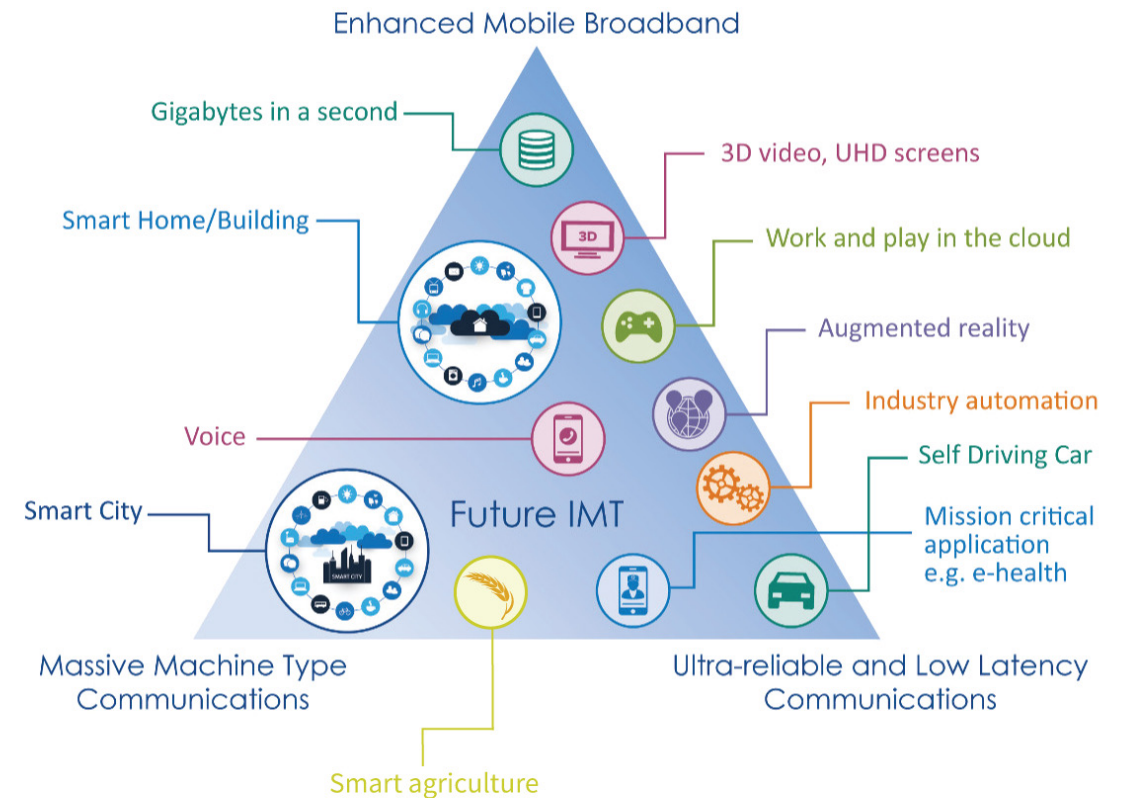 Enhanced Mobile Broadband
Gigabytes in a second
3D video, UHD screens
3D
Smart Home/Building
Work and play in the cloud
Augmented reality
Industry automation
Voice
Self Driving Car
Smart City
Future IMT
Mission critical
application
e.g. e-health
SMART CITY
Massive Machine Type
Communications
Ultra-reliable and Low Latency
Communications
Smart agriculture